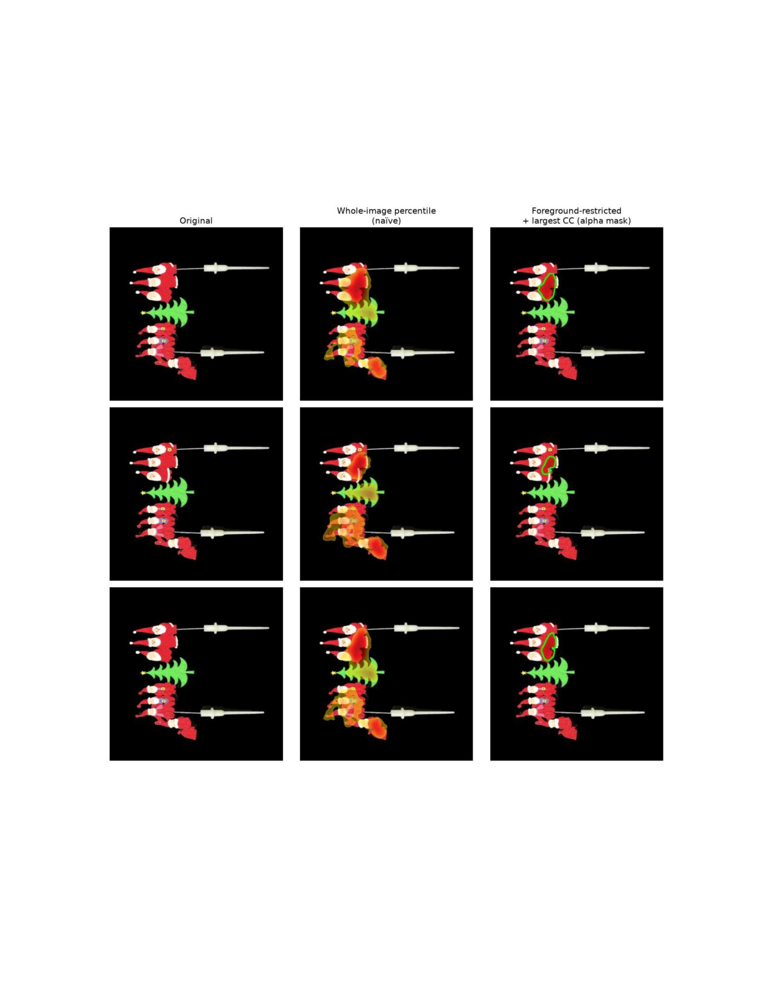 Original
Whole-image percentile
(naïve)
Foreground-restricted
+ largest CC (alpha mask)